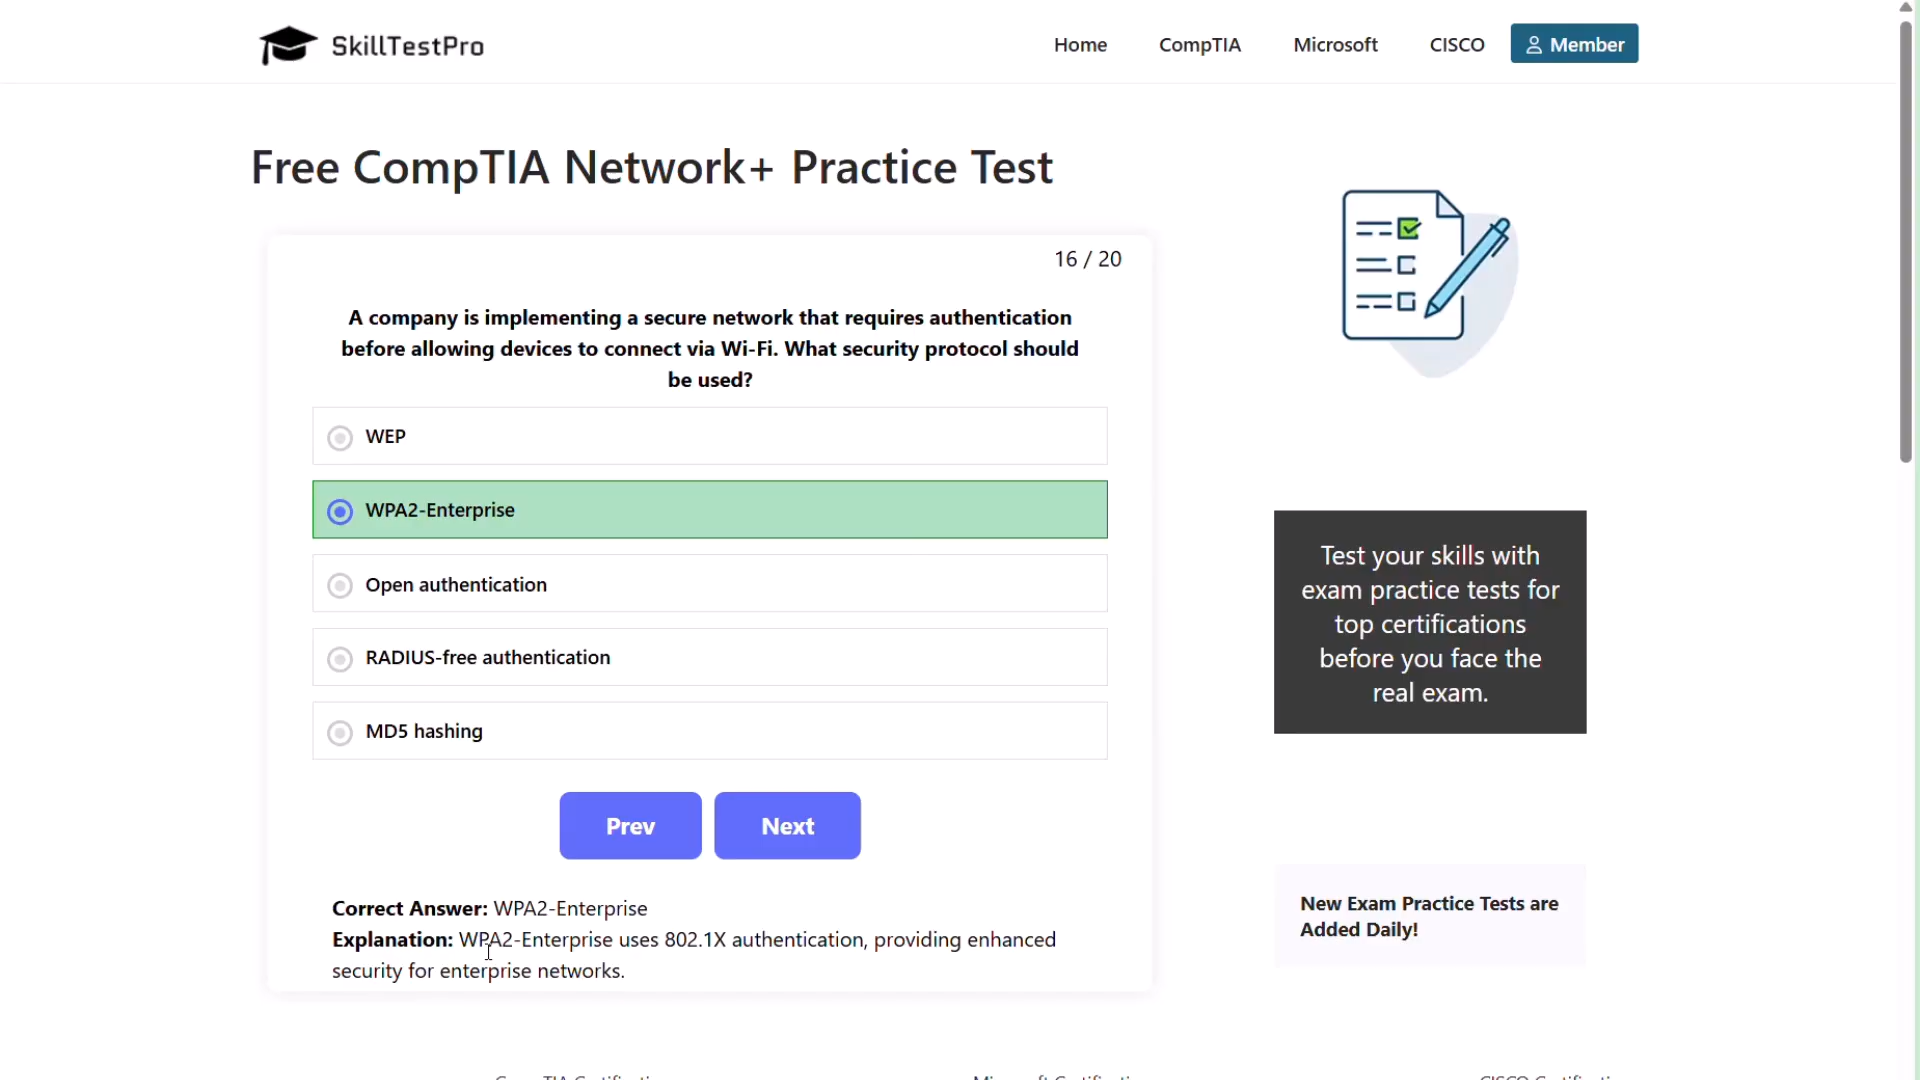 SkillTestPro
Home
CompTIA
Microsoft
CISCO
Member
Free CompTIA Network+ Practice Test
16 / 20
A company is implementing a secure network that requires authentication
before allowing devices to connect via Wi-Fi. What security protocol should
be used?
WEP
WPA2-Enterprise
Open authentication
RADIUS-free authentication
MD5 hashing
Prev
Next
Correct Answer: WPA2-Enterprise
Explanation: WPA2-Enterprise uses 802.1X authentication, providing enhanced
security for enterprise networks.
Test your skills with
exam practice tests for
top certifications
before you face the
real exam.
New Exam Practice Tests are
Added Daily!